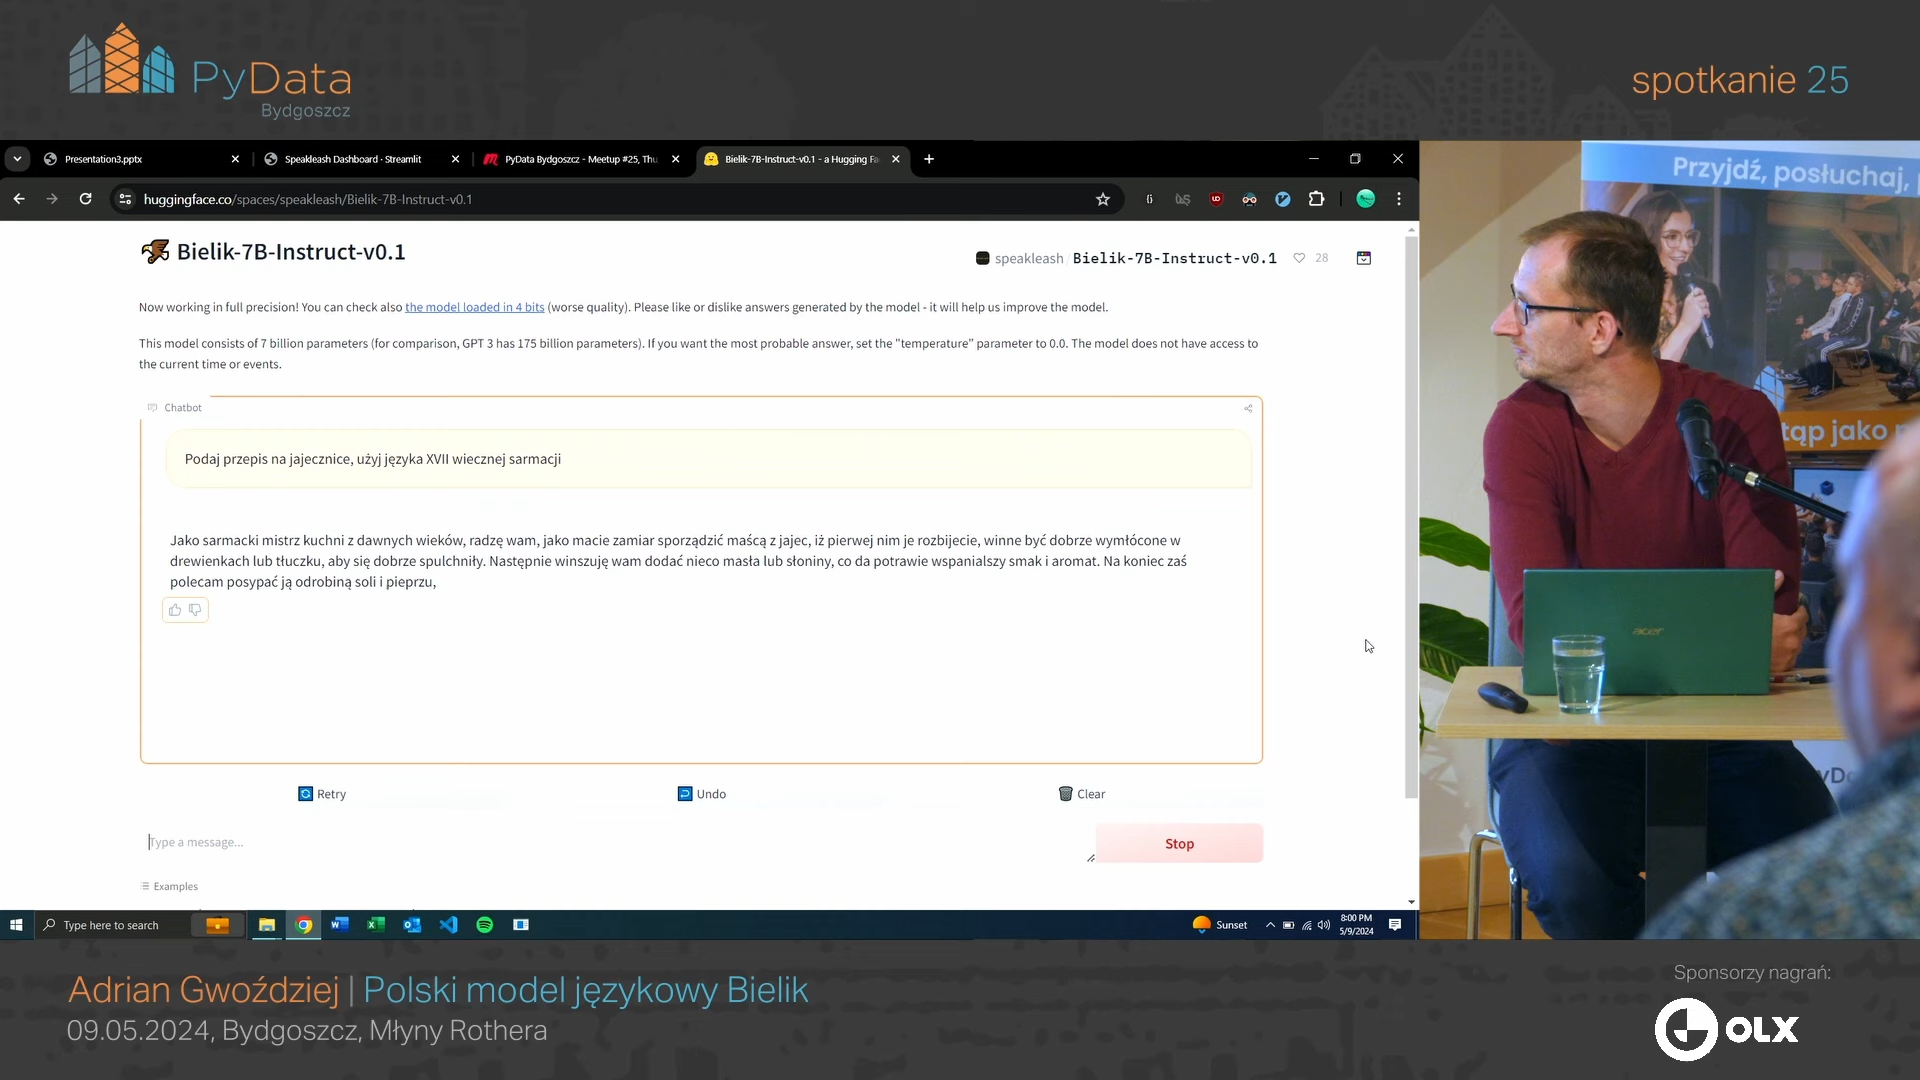 PyData
Bydgoszcz
spotkanie 25
Presentation3.pptx
Speakleash Dashboard · Streamlit
PyData Bydgoszcz - Meetup #25, Thu
Bielik-7B-Instruct-v0.1 - a Hugging Fa
huggingface.co/spaces/speakleash/Bielik-7B-Instruct-v0.1
Bielik-7B-Instruct-v0.1
speakleash Bielik-7B-Instruct-v0.1 28
Now working in full precision! You can check also the model loaded in 4 bits (worse quality). Please like or dislike answers generated by the model - it will help us improve the model.
This model consists of 7 billion parameters (for comparison, GPT 3 has 175 billion parameters). If you want the most probable answer, set the "temperature" parameter to 0.0. The model does not have access to
the current time or events.
Chatbot
Podaj przepis na jajecznice, użyj języka XVII wiecznej sarmacji
Jako sarmacki mistrz kuchni z dawnych wieków, radzę wam, jako macie zamiar sporządzić maścą z jajec, iż pierwej nim je rozbijecie, winne być dobrze wymłócone w
drewienkach lub tłuczku, aby się dobrze spulchniły. Następnie winszuję wam dodać nieco masła lub słoniny, co da potrawie wspanialszy smak i aromat. Na koniec zaś
polecam posypać ją odrobiną soli i pieprzu,
Retry
Undo
Clear
Type a message...
Stop
Examples
Type here to search
Sunset
8:00 PM
5/9/2024
Przyjdź, posłuchaj,
tąp jako
acer
PyD
Adrian Gwoździej | Polski model językowy Bielik
09.05.2024, Bydgoszcz, Młyny Rothera
Sponsorzy nagrań:
OLX